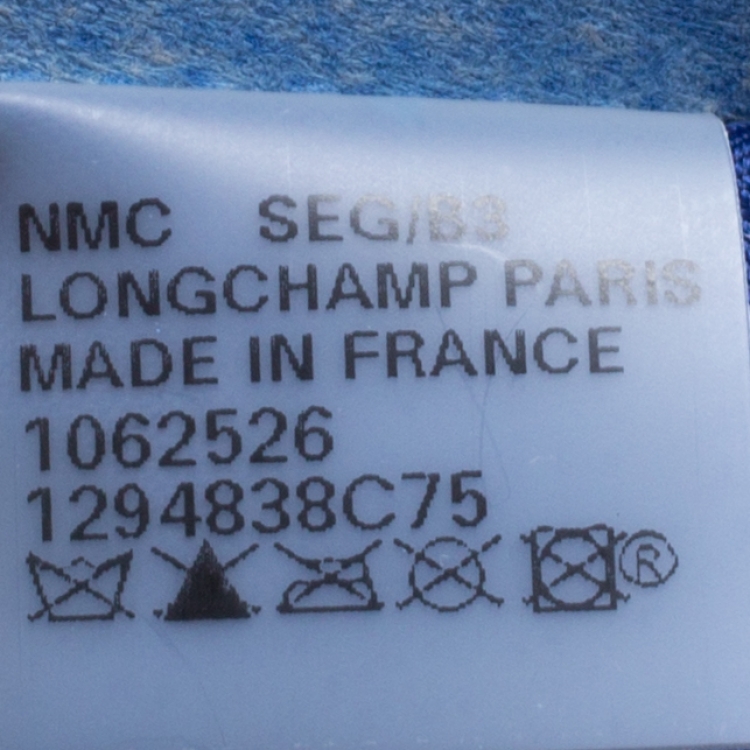 NMC SEG/B3
LONGCHAMP PARIS
MADE IN FRANCE
1062526
1294838C75
®